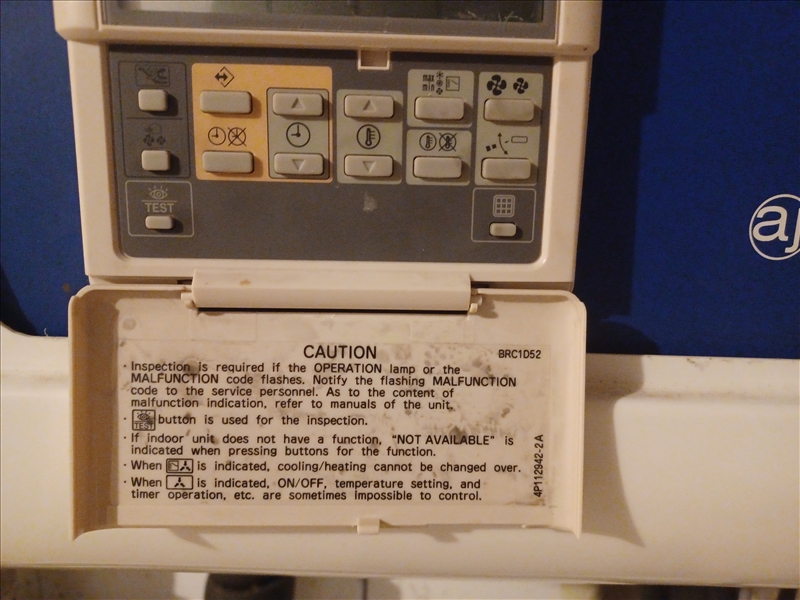 max
min
TEST
aj
CAUTION
BRC1D52
· Inspection is required if the OPERATION lamp or the
MALFUNCTION code flashes. Notify the flashing MALFUNCTION
code to the service personnel. As to the content of
malfunction indication, refer to manuals of the unit.
· TEST button is used for the inspection.
· If indoor unit does not have a function, "NOT AVAILABLE" is
indicated when pressing buttons for the function.
· When is indicated, cooling/heating cannot be changed over.
· When is indicated, ON/OFF, temperature setting, and
timer operation, etc. are sometimes impossible to control.
4P112942-2A